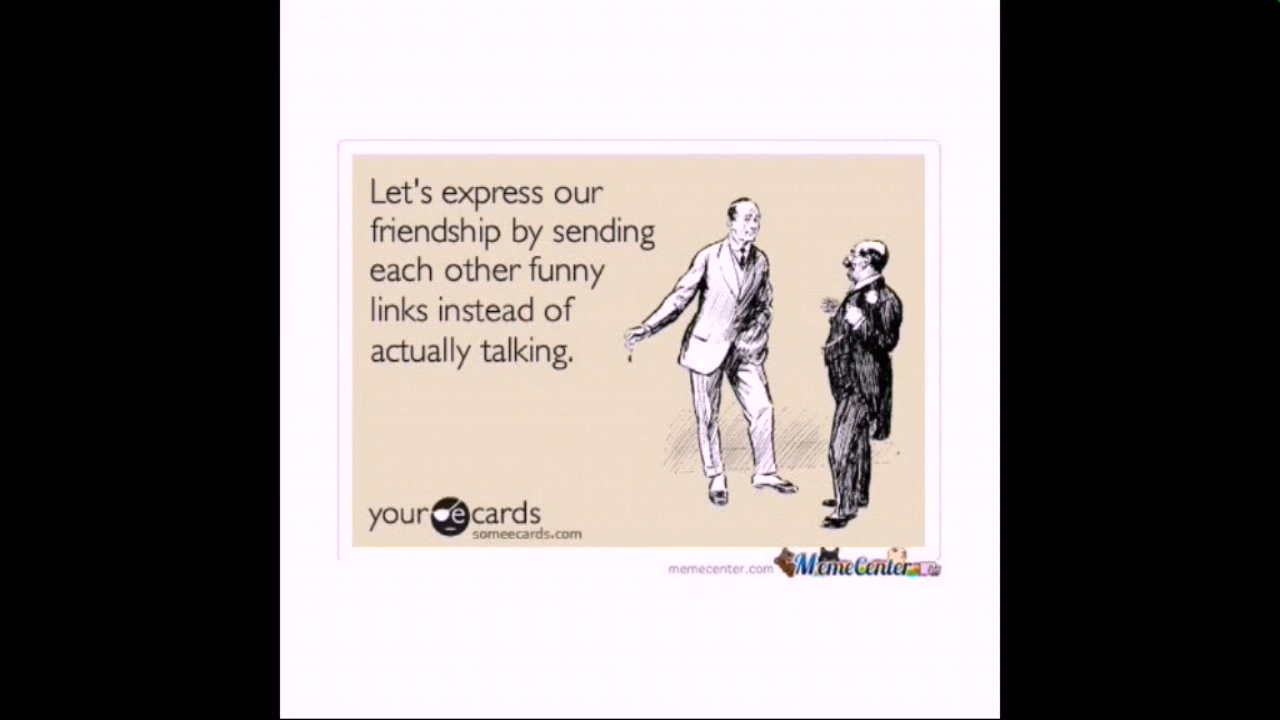 Let's express our
friendship by sending
each other funny
links instead of
actually talking.
your e cards
someecards.com
memecenter.com MemeCenter